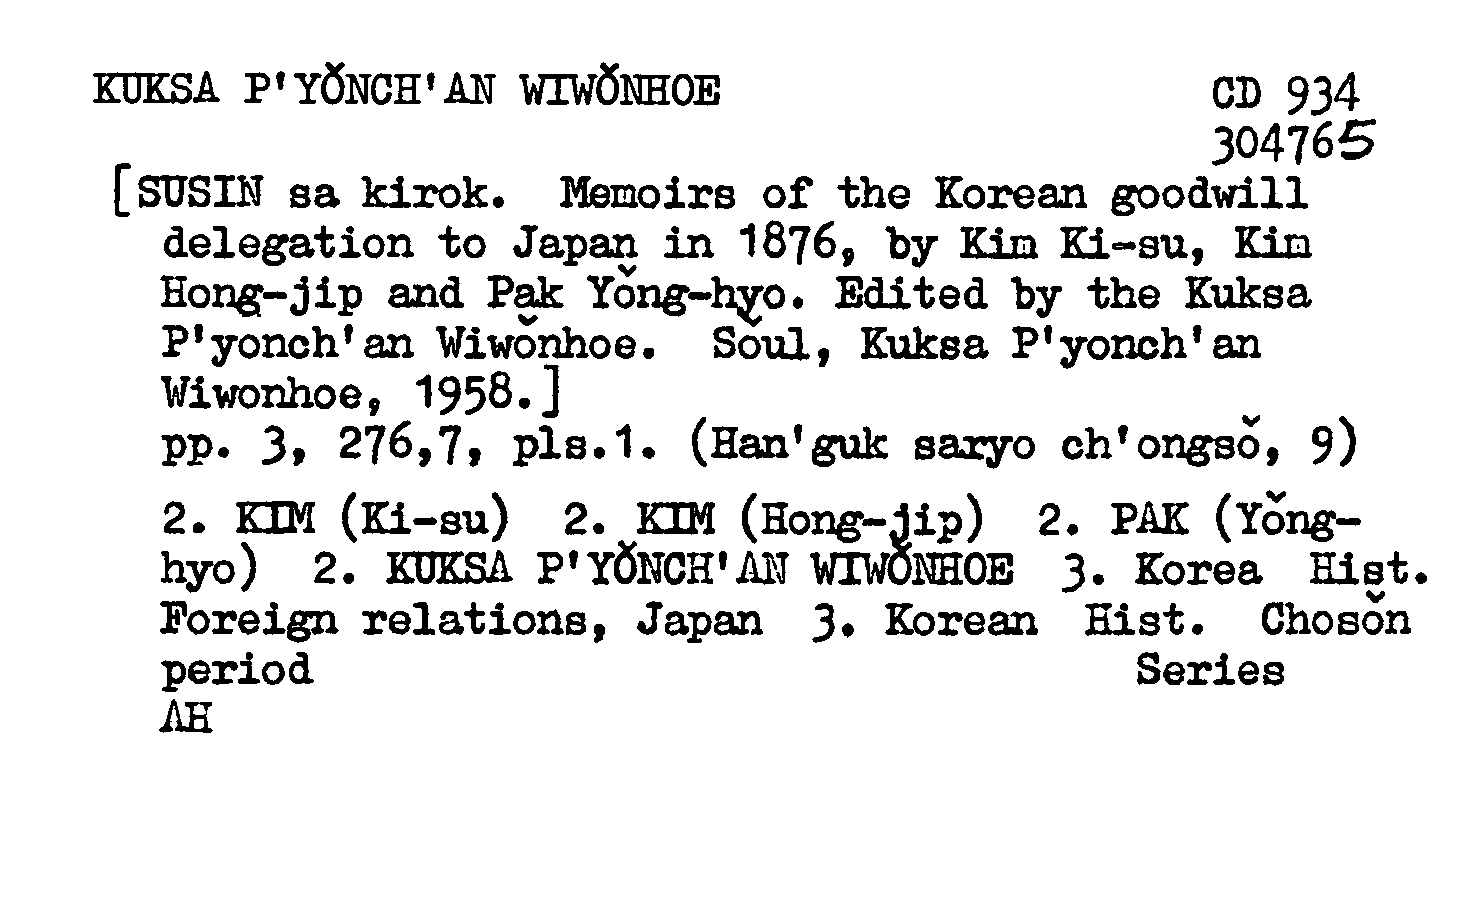 KUKSA P'YŎNCH'AN WIWŎNHOE
CD 934
304765
[SUSIN sa kirok. Memoirs of the Korean goodwill
delegation to Japan in 1876, by Kim Ki-su, Kim
Hong-jip and Pak Yŏng-hyo. Edited by the Kuksa
P'yonch'an Wiwŏnhoe. Sŏul, Kuksa P'yonch'an
Wiwonhoe, 1958.]
pp. 3, 276,7, pls.1. (Han'guk saryo ch'ongsŏ, 9)
2. KIM (Ki-su) 2. KIM (Hong-jip) 2. PAK (Yŏng-
hyo) 2. KUKSA P'YŎNCH'AN WIWŎNHOE 3. Korea Hist.
Foreign relations, Japan 3. Korean Hist. Chosŏn
period Series
AH